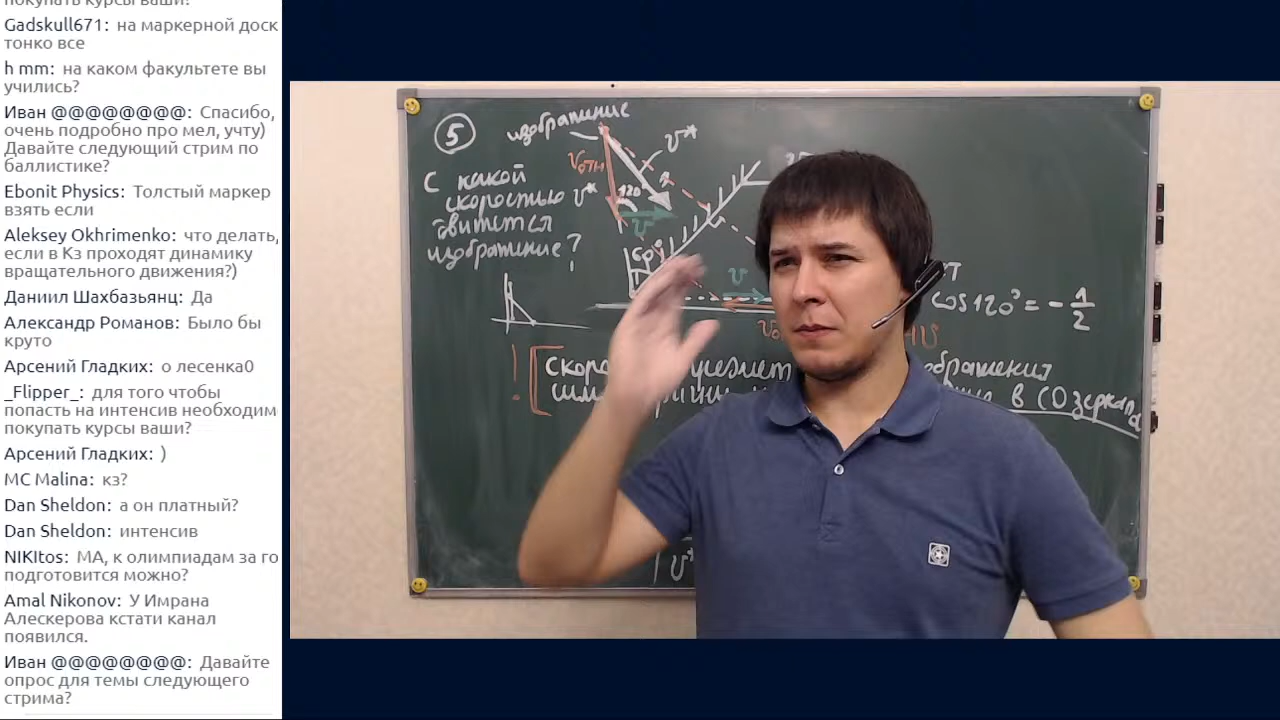 покупать курсы ваши?
Gadskull671: на маркерной доск
тонко все
h mm: на каком факультете вы
учились?
Иван @@@@@@@@: Спасибо,
очень подробно про мел, учту)
Давайте следующий стрим по
баллистике?
Ebonit Physics: Толстый маркер
взять если
Aleksey Okhrimenko: что делать,
если в Кз проходят динамику
вращательного движения?)
Даниил Шахбазьянц: Да
Александр Романов: Было бы
круто
Арсений Гладких: о лесенка0
_Flipper_: для того чтобы
попасть на интенсив необходим
покупать курсы ваши?
Арсений Гладких: )
MC Malina: кз?
Dan Sheldon: а он платный?
Dan Sheldon: интенсив
NIKItos: МА, к олимпиадам за го
подготовится можно?
Amal Nikonov: У Имрана
Алескерова кстати канал
появился.
Иван @@@@@@@@: Давайте
опрос для темы следующего
стрима?
5
изображение
v*
vотн
120
v
С какой
скоростью v*
движется
изображение?
60°
v
cos120° = - 1/2
!
в СО зеркала
v*